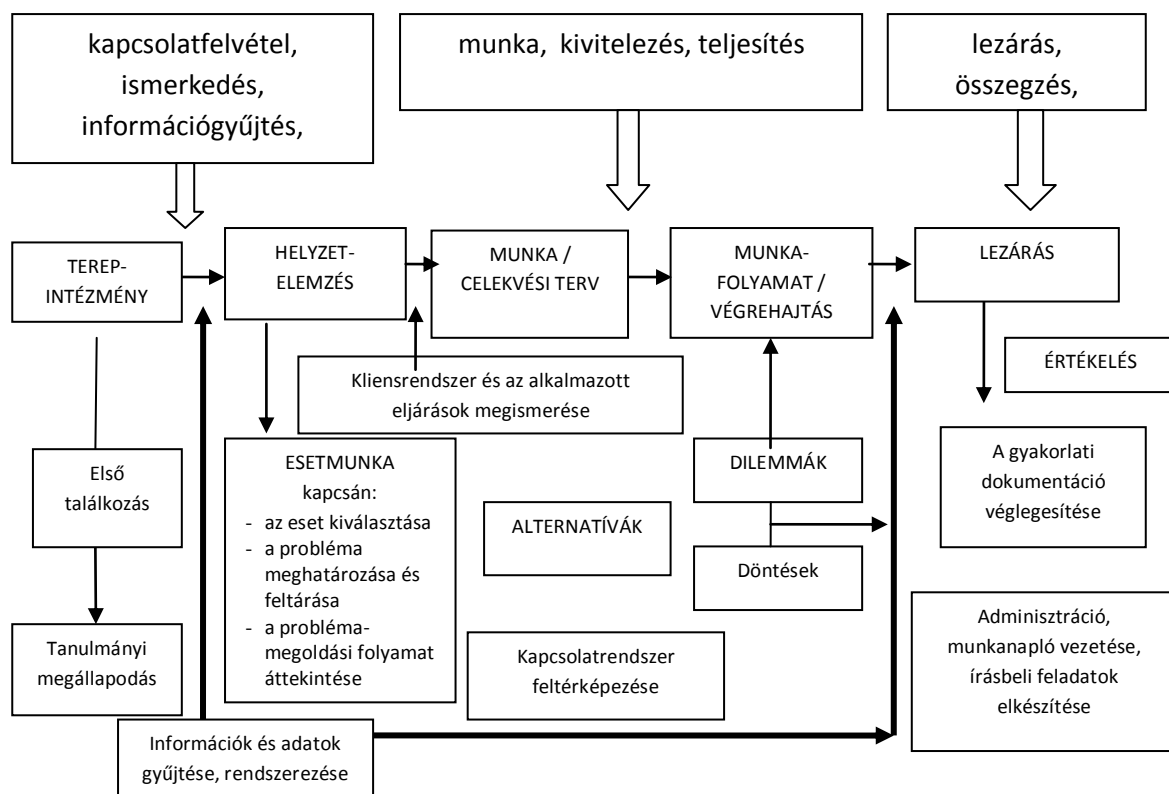 kapcsolatfelvétel,
ismerkedés,
információgyűjtés,
munka, kivitelezés, teljesítés
lezárás,
összegzés,
TEREP-
INTÉZMÉNY
HELYZET-
ELEMZÉS
MUNKA /
CELEKVÉSI TERV
MUNKA-
FOLYAMAT /
VÉGREHAJTÁS
LEZÁRÁS
Kliensrendszer és az alkalmazott
eljárások megismerése
ÉRTÉKELÉS
Első
találkozás
ESETMUNKA
kapcsán:
- az eset kiválasztása
- a probléma
meghatározása és
feltárása
- a probléma-
megoldási folyamat
áttekintése
ALTERNATÍVÁK
DILEMMÁK
Döntések
A gyakorlati
dokumentáció
véglegesítése
Tanulmányi
megállapodás
Kapcsolatrendszer
feltérképezése
Adminisztráció,
munkanapló vezetése,
írásbeli feladatok
elkészítése
Információk és adatok
gyűjtése, rendszerezése